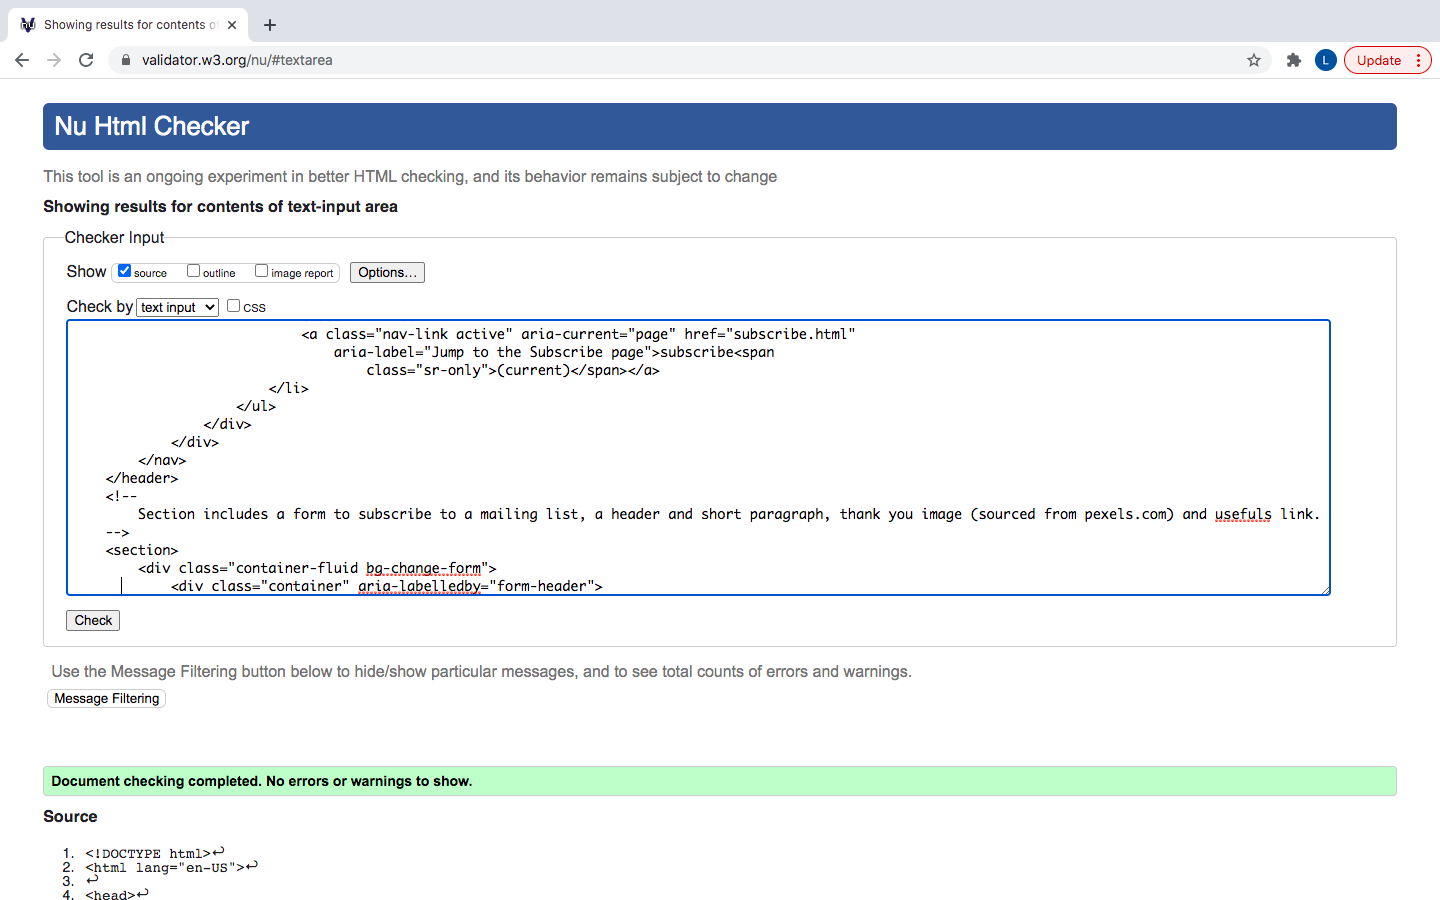 Showing results for contents o
validator.w3.org/nu/#textarea
L
Update
Nu Html Checker
This tool is an ongoing experiment in better HTML checking, and its behavior remains subject to change
Showing results for contents of text-input area
Checker Input
Show source outline image report Options...
Check by text input CSS
<a class="nav-link active" aria-current="page" href="subscribe.html"
aria-label="Jump to the Subscribe page">subscribe<span
class="sr-only">(current)</span></a>
</li>
</ul>
</div>
</div>
</nav>
</header>
<!--
Section includes a form to subscribe to a mailing list, a header and short paragraph, thank you image (sourced from pexels.com) and usefuls link.
-->
<section>
<div class="container-fluid bg-change-form">
<div class="container" aria-labelledby="form-header">
Check
Use the Message Filtering button below to hide/show particular messages, and to see total counts of errors and warnings.
Message Filtering
Document checking completed. No errors or warnings to show.
Source
1. <!DOCTYPE html>↩
2. <html lang="en-US">↩
3. ↩
4. <head>↩